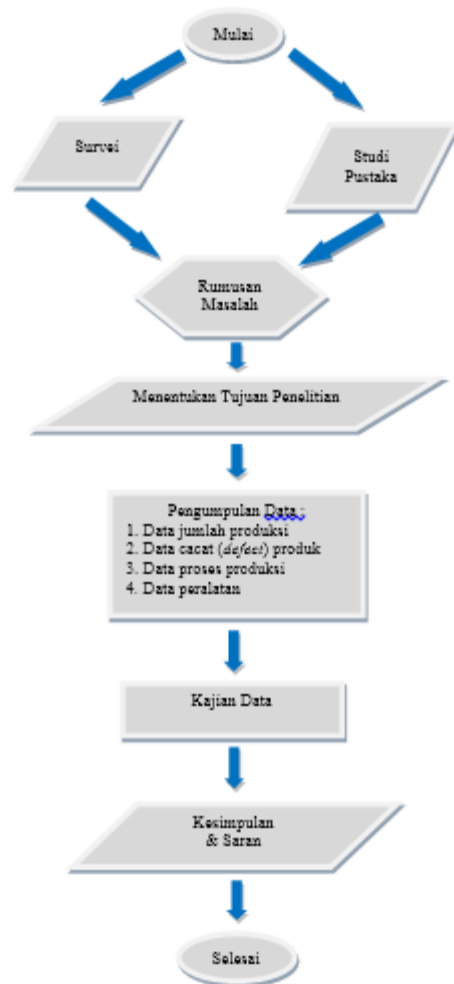 Mulai
Survei
Studi
Pustaka
Rumusan
Masalah
Menentukan Tujuan Penelitian
Pengumpulan Data :
1. Data jumlah produksi
2. Data cacat (defect) produk
3. Data proses produksi
4. Data peralatan
Kajian Data
Kesimpulan
& Saran
Selesai